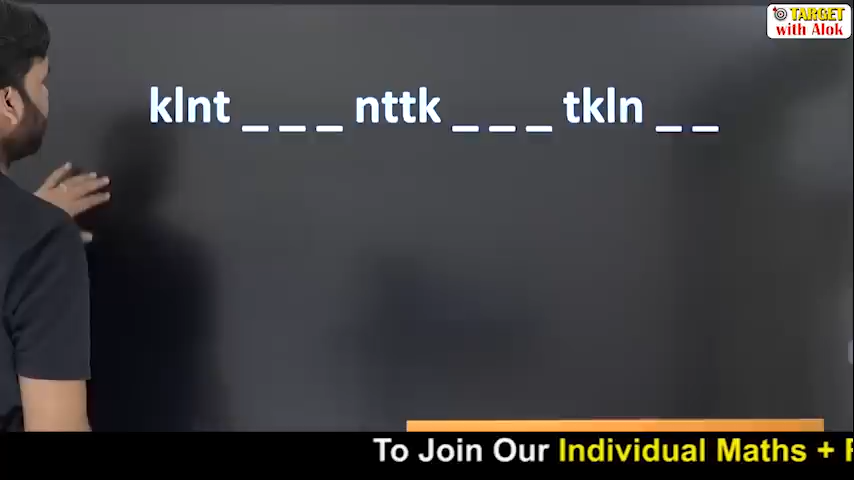 TARGET
with Alok
klnt _ _ _ nttk _ _ _ tkln _ _
To Join Our Individual Maths +